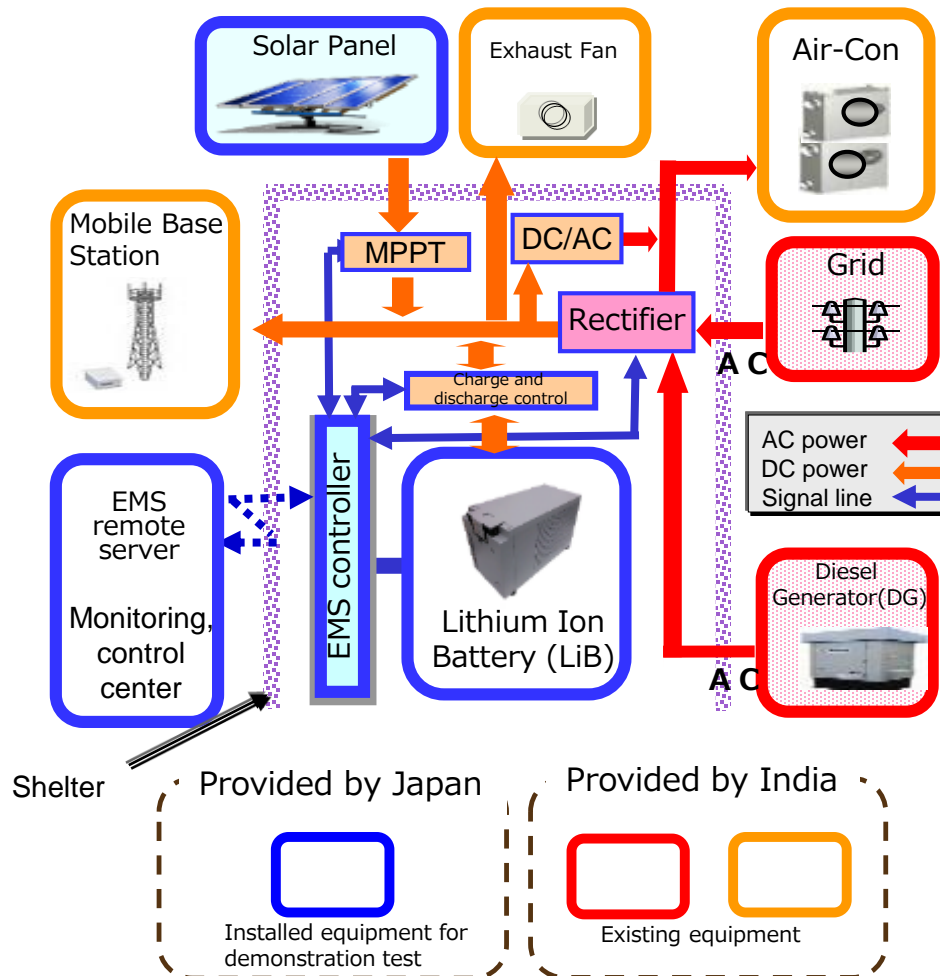 Solar Panel
Exhaust Fan
Air-Con
Mobile Base
Station
MPPT
DC/AC
Grid
Rectifier
A C
Charge and
discharge control
AC power
DC power
Signal line
EMS
remote
server
Monitoring,
control
center
EMS controller
Lithium Ion
Battery (LiB)
Diesel
Generator(DG)
A C
Shelter
Provided by Japan
Provided by India
Installed equipment for
demonstration test
Existing equipment